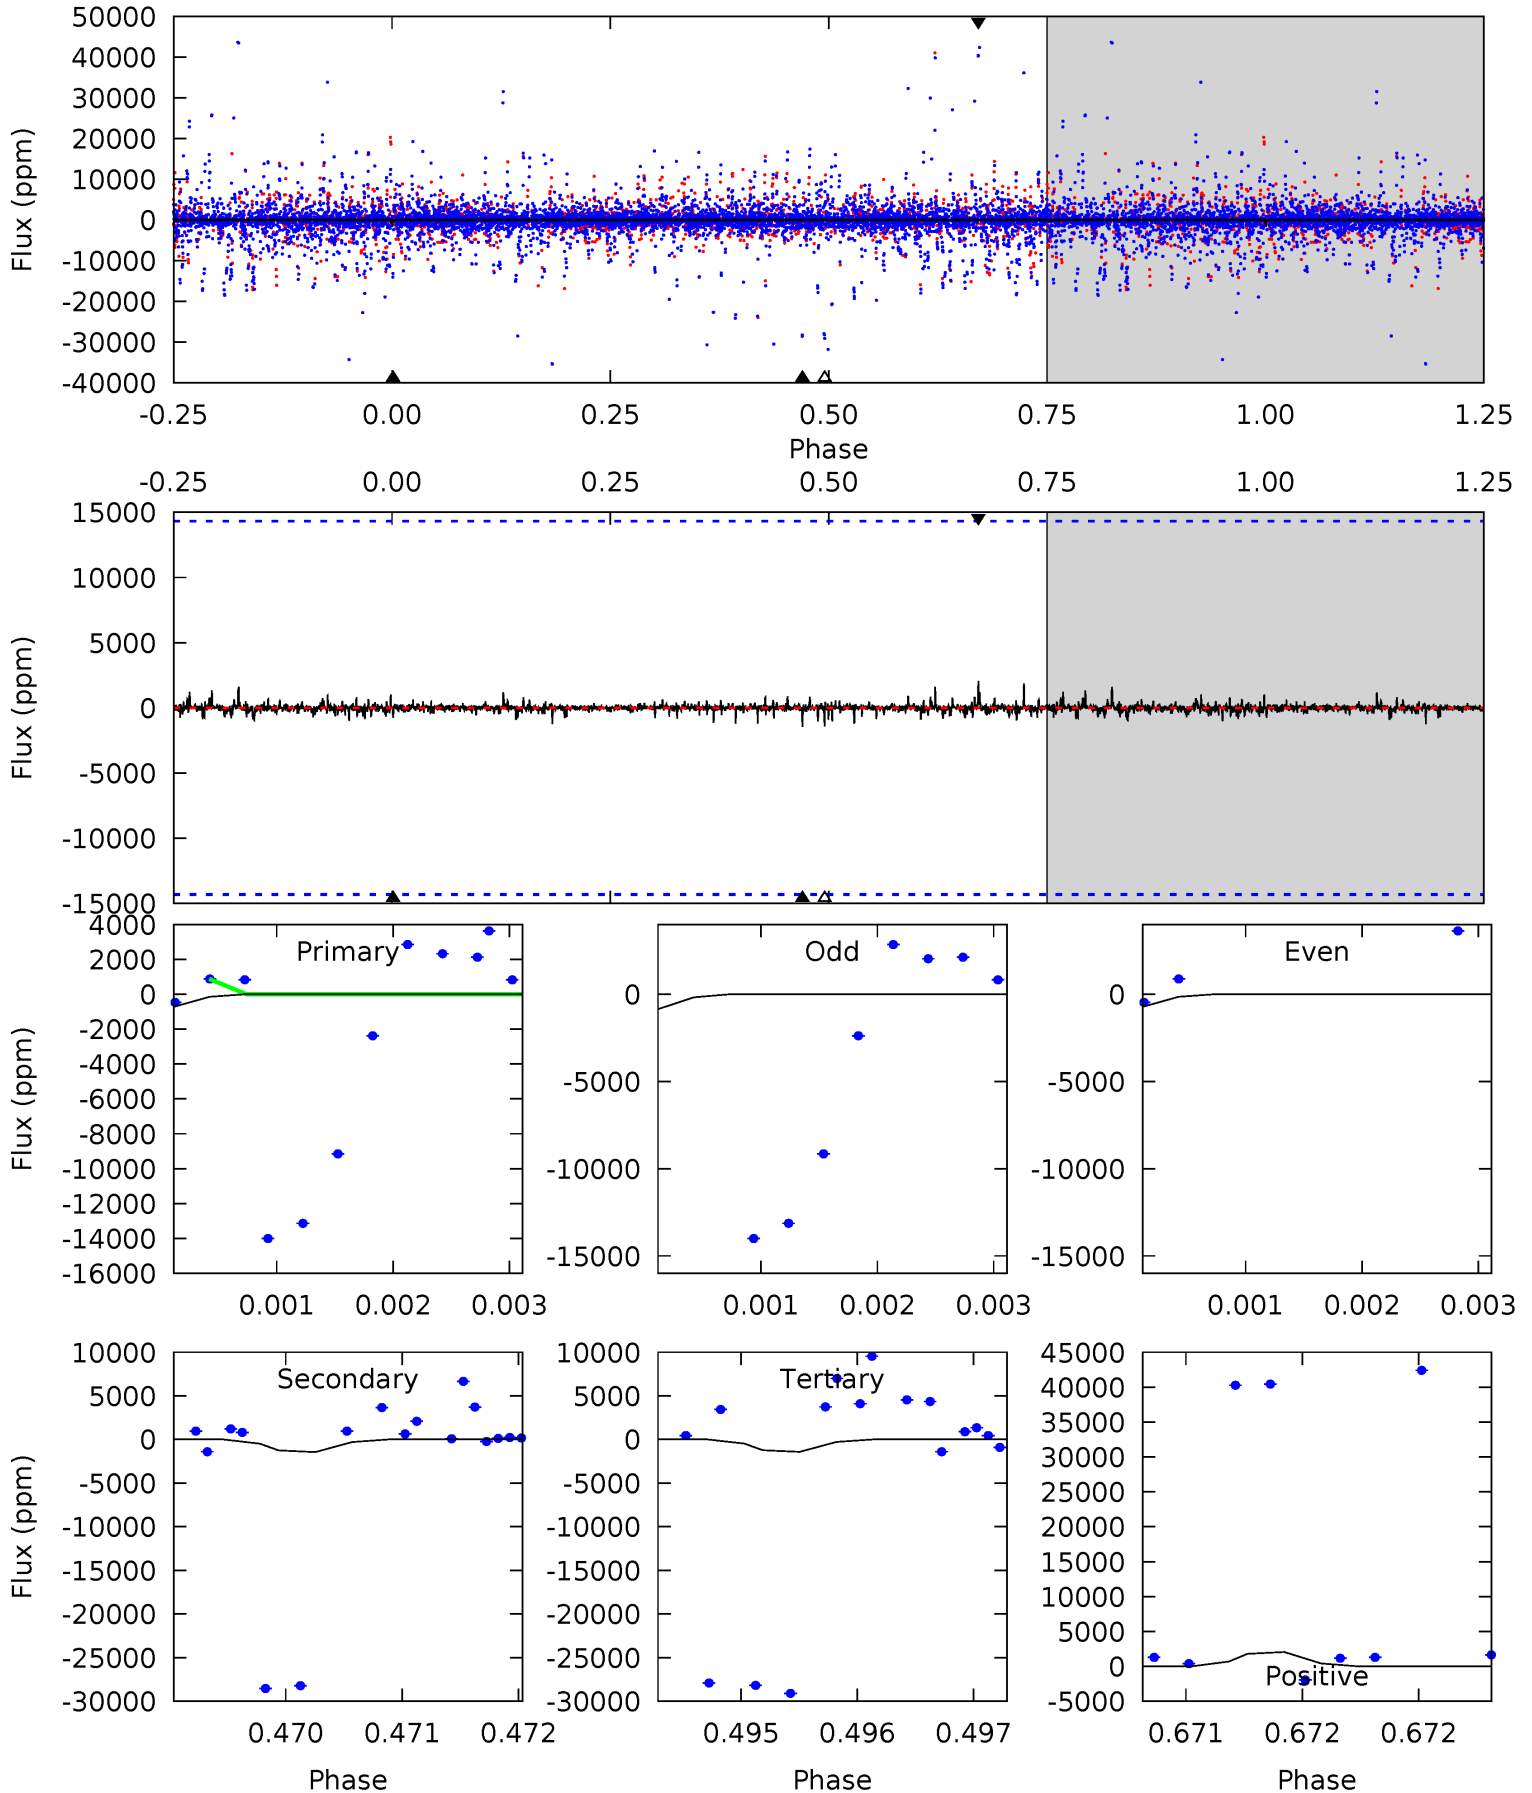 50000
40000
30000
20000
10000
0
-10000
-20000
-30000
-40000
Flux (ppm)
-0.25 0.00 0.25 0.50 0.75 1.00 1.25
Phase
-0.25 0.00 0.25 0.50 0.75 1.00 1.25
15000
10000
5000
0
-5000
-10000
-15000
Flux (ppm)
4000
2000
0
-2000
-4000
-6000
-8000
-10000
-12000
-14000
-16000
Flux (ppm)
Primary
0.001 0.002 0.003
0
-5000
-10000
-15000
Odd
0.001 0.002 0.003
0
-5000
-10000
-15000
Even
0.001 0.002 0.003
10000
5000
0
-5000
-10000
-15000
-20000
-25000
-30000
Flux (ppm)
Secondary
0.470 0.471 0.472
Phase
10000
5000
0
-5000
-10000
-15000
-20000
-25000
-30000
Tertiary
0.495 0.496 0.497
Phase
45000
40000
35000
30000
25000
20000
15000
10000
5000
0
-5000
Positive
0.671 0.672 0.672
Phase